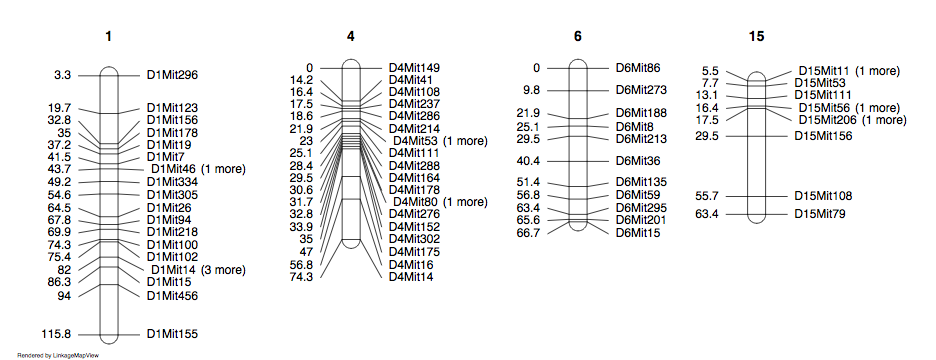 1
3.3 D1Mit296
19.7 D1Mit123
32.8 D1Mit156
35 D1Mit178
37.2 D1Mit19
41.5 D1Mit7
43.7 D1Mit46 (1 more)
49.2 D1Mit334
54.6 D1Mit305
64.5 D1Mit26
67.8 D1Mit94
69.9 D1Mit218
74.3 D1Mit100
75.4 D1Mit102
82 D1Mit14 (3 more)
86.3 D1Mit15
94 D1Mit456
115.8 D1Mit155
4
0 D4Mit149
14.2 D4Mit41
16.4 D4Mit108
17.5 D4Mit237
18.6 D4Mit286
21.9 D4Mit214
23 D4Mit53 (1 more)
25.1 D4Mit111
28.4 D4Mit288
29.5 D4Mit164
30.6 D4Mit178
31.7 D4Mit80 (1 more)
32.8 D4Mit276
33.9 D4Mit152
35 D4Mit302
47 D4Mit175
56.8 D4Mit16
74.3 D4Mit14
6
0 D6Mit86
9.8 D6Mit273
21.9 D6Mit188
25.1 D6Mit8
29.5 D6Mit213
40.4 D6Mit36
51.4 D6Mit135
56.8 D6Mit59
63.4 D6Mit295
65.6 D6Mit201
66.7 D6Mit15
15
5.5 D15Mit11 (1 more)
7.7 D15Mit53
13.1 D15Mit111
16.4 D15Mit56 (1 more)
17.5 D15Mit206 (1 more)
29.5 D15Mit156
55.7 D15Mit108
63.4 D15Mit79
Rendered by LinkageMapView